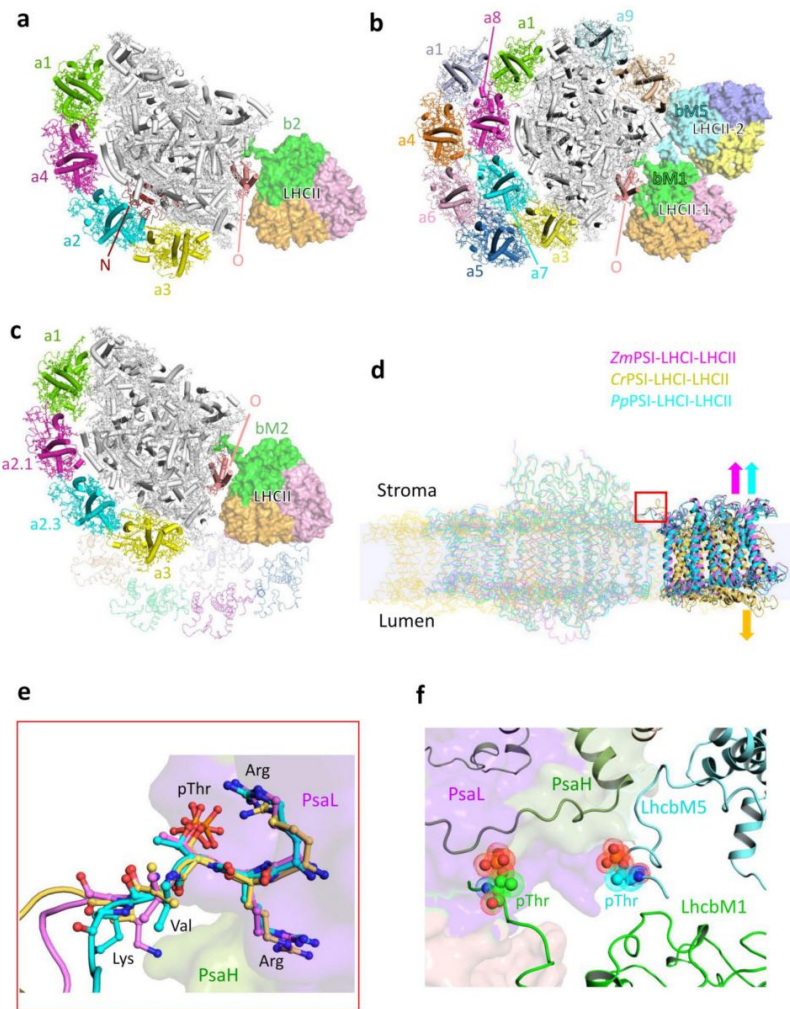 a
a1
a4
a2
N
a3
O
b2
LHCII
b
a8
a1
a1
a9
a2
a4
a6
a5
a7
a3
O
bM5
LHCII-2
bM1
LHCII-1
c
a1
a2.1
a2.3
a3
O
bM2
LHCII
d
ZmPSI-LHCI-LHCII
CrPSI-LHCI-LHCII
PpPSI-LHCI-LHCII
Stroma
Lumen
e
Arg
pThr
PsaL
Val
Lys
Arg
PsaH
f
PsaL
PsaH
LhcbM5
pThr
pThr
LhcbM1